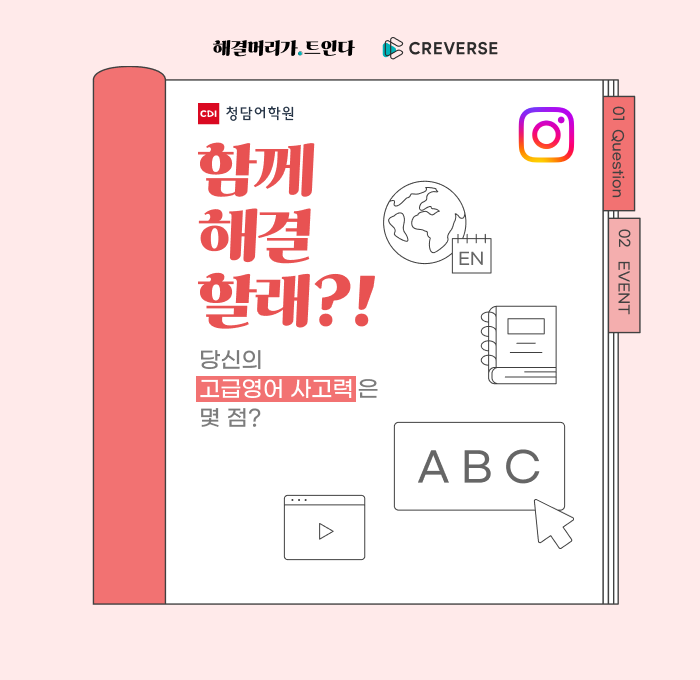 해결머리가.트인다
CREVERSE
CDI 청담어학원
함께
해결
할래?!
당신의
고급영어 사고력은
몇 점?
EN
ABC
01 Question
02 EVENT